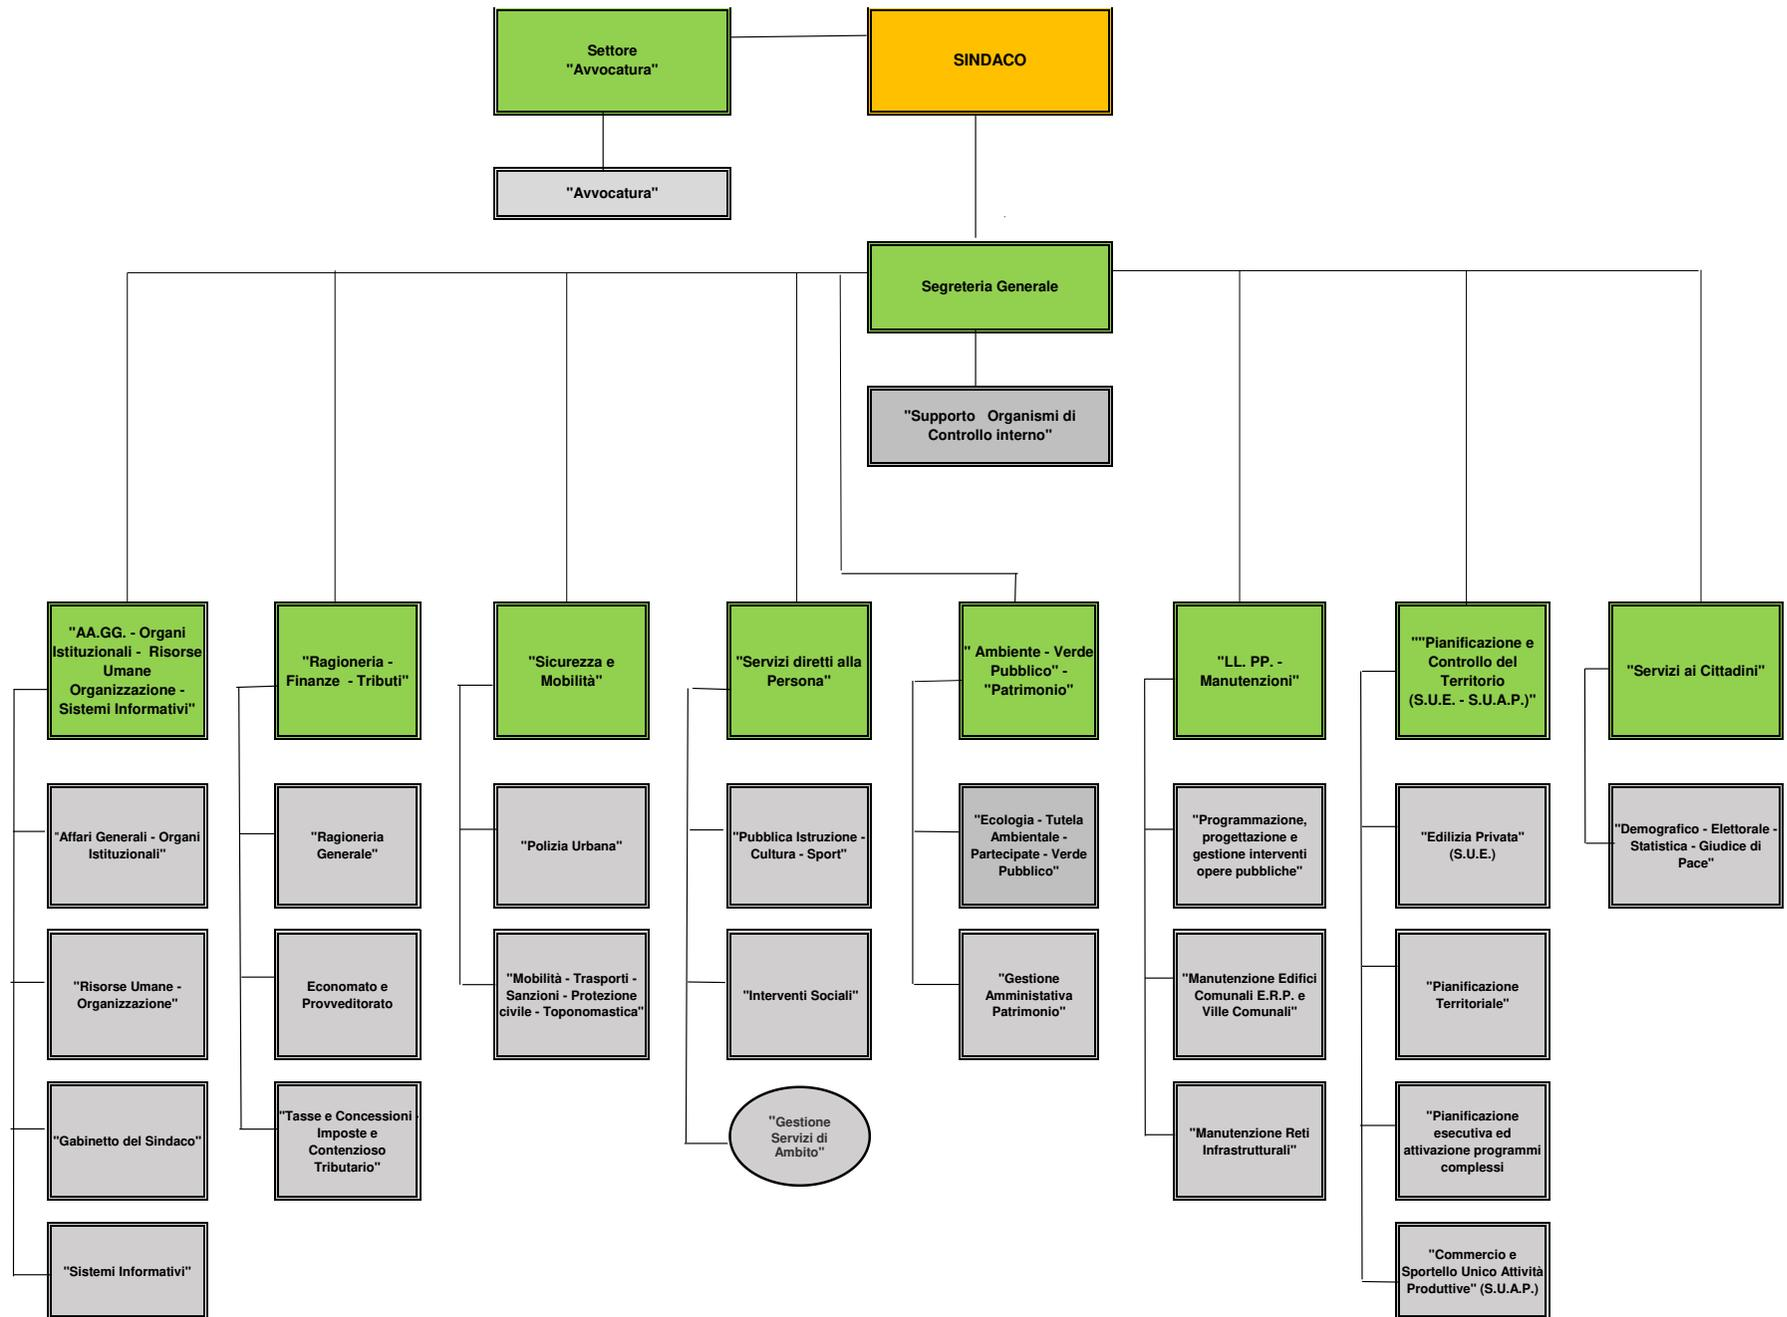 Settore
"Avvocatura"
SINDACO
"Avvocatura"
Segreteria Generale
"Supporto   Organismi di
Controllo interno"
"AA.GG. - Organi
Istituzionali -  Risorse
Umane
Organizzazione -
Sistemi Informativi"
"Ragioneria -
Finanze  - Tributi"
"Sicurezza e
Mobilità"
"Servizi diretti alla
Persona"
" Ambiente - Verde
Pubblico" -
"Patrimonio"
"LL. PP. -
Manutenzioni"
""Pianificazione e
Controllo del
Territorio
(S.U.E. - S.U.A.P.)"
"Servizi ai Cittadini"
"Affari Generali - Organi
Istituzionali"
"Ragioneria
Generale"
"Polizia Urbana"
"Pubblica Istruzione -
Cultura - Sport"
"Ecologia - Tutela
Ambientale -
Partecipate - Verde
Pubblico"
"Programmazione,
progettazione e
gestione interventi
opere pubbliche"
"Edilizia Privata"
(S.U.E.)
"Demografico - Elettorale -
Statistica - Giudice di
Pace"
"Risorse Umane -
Organizzazione"
Economato e
Provveditorato
"Mobilità - Trasporti -
Sanzioni - Protezione
civile - Toponomastica"
"Interventi Sociali"
"Gestione
Amministativa
Patrimonio"
"Manutenzione Edifici
Comunali E.R.P. e
Ville Comunali"
"Pianificazione
Territoriale"
"Gabinetto del Sindaco"
"Tasse e Concessioni -
Imposte e
Contenzioso
Tributario"
"Gestione
Servizi di
Ambito"
"Manutenzione Reti
Infrastrutturali"
"Pianificazione
esecutiva ed
attivazione programmi
complessi
"Sistemi Informativi"
"Commercio e
Sportello Unico Attività
Produttive" (S.U.A.P.)